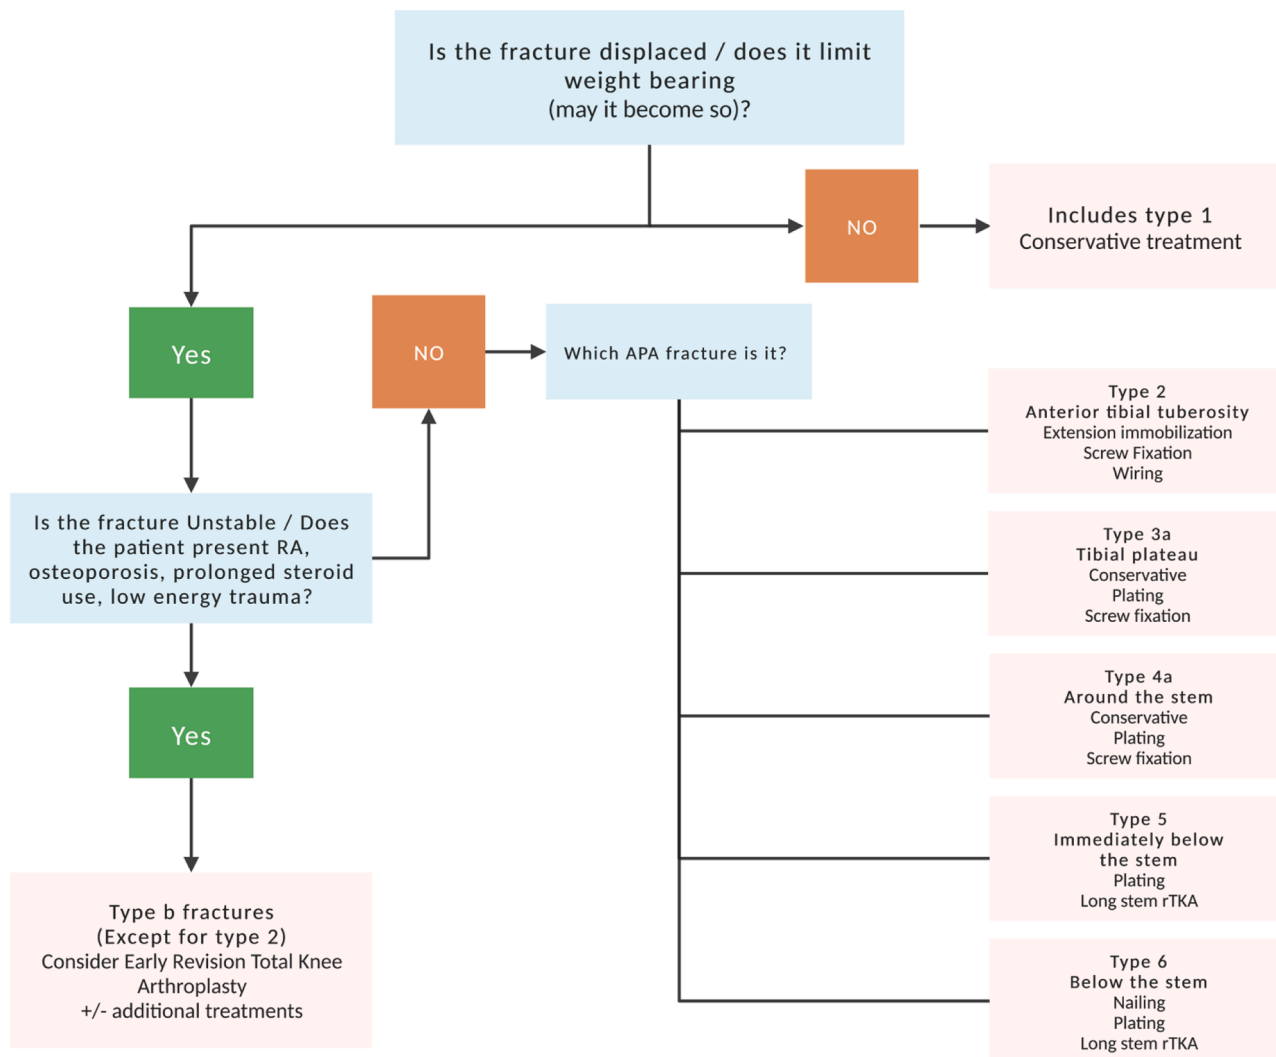 Is the fracture displaced / does it limit
weight bearing
(may it become so)?
NO
Includes type 1
Conservative treatment
Yes
NO
Which APA fracture is it?
Type 2
Anterior tibial tuberosity
Extension immobilization
Screw Fixation
Wiring
Is the fracture Unstable / Does
the patient present RA,
osteoporosis, prolonged steroid
use, low energy trauma?
Type 3a
Tibial plateau
Conservative
Plating
Screw fixation
Type 4a
Around the stem
Conservative
Plating
Screw fixation
Yes
Type 5
Immediately below
the stem
Plating
Long stem rTKA
Type b fractures
(Except for type 2)
Consider Early Revision Total Knee
Arthroplasty
+/- additional treatments
Type 6
Below the stem
Nailing
Plating
Long stem rTKA